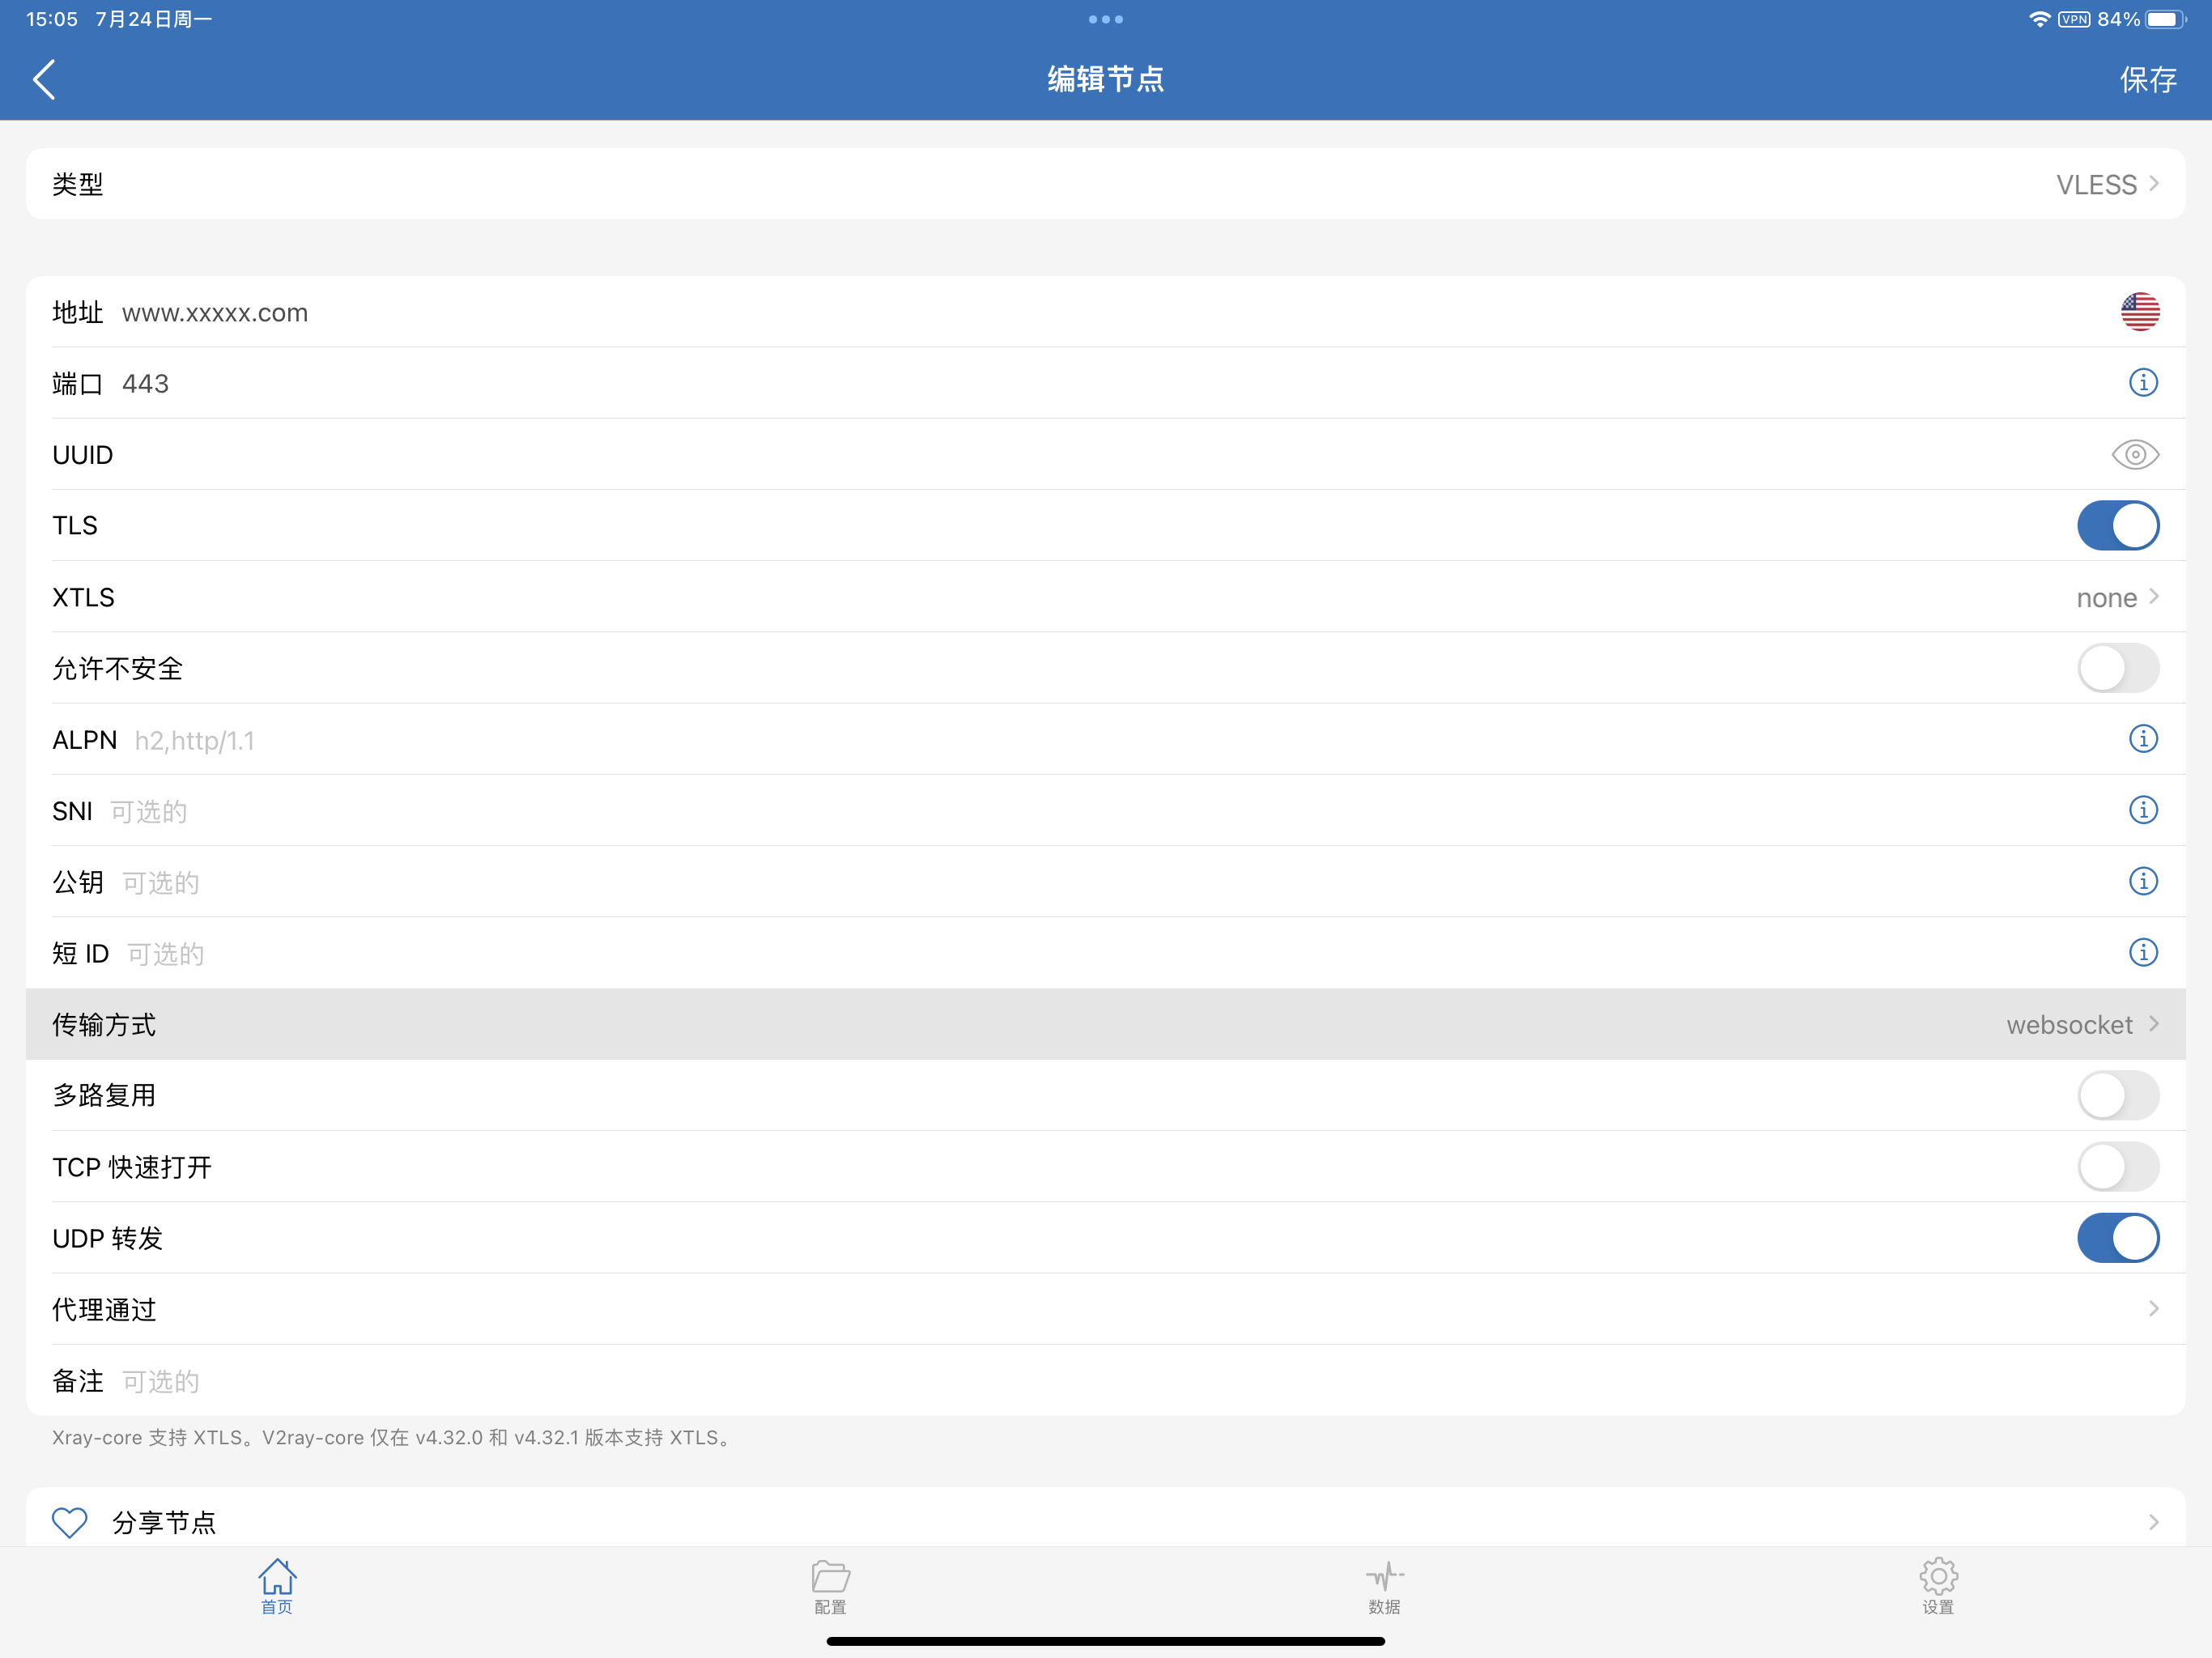 15:05 7月24日周一
VPN 84%
编辑节点
保存
类型 VLESS
地址 www.xxxxx.com
端口 443
UUID
TLS
XTLS none
允许不安全
ALPN h2,http/1.1
SNI 可选的
公钥 可选的
短 ID 可选的
传输方式 websocket
多路复用
TCP 快速打开
UDP 转发
代理通过
备注 可选的
Xray-core 支持 XTLS。V2ray-core 仅在 v4.32.0 和 v4.32.1 版本支持 XTLS。
分享节点
首页 配置 数据 设置